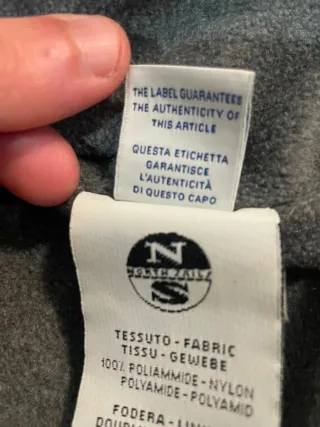 THE LABEL GUARANTEES
THE AUTHENTICITY OF
THIS ARTICLE
QUESTA ETICHETTA
GARANTISCE
L'AUTENTICITÀ
DI QUESTO CAPO
N
NORTH SAILS
S
TESSUTO - FABRIC
TISSU - GEWEBE
100% POLIAMMIDE - NYLON
POLYAMIDE - POLYAMID
FODERA -